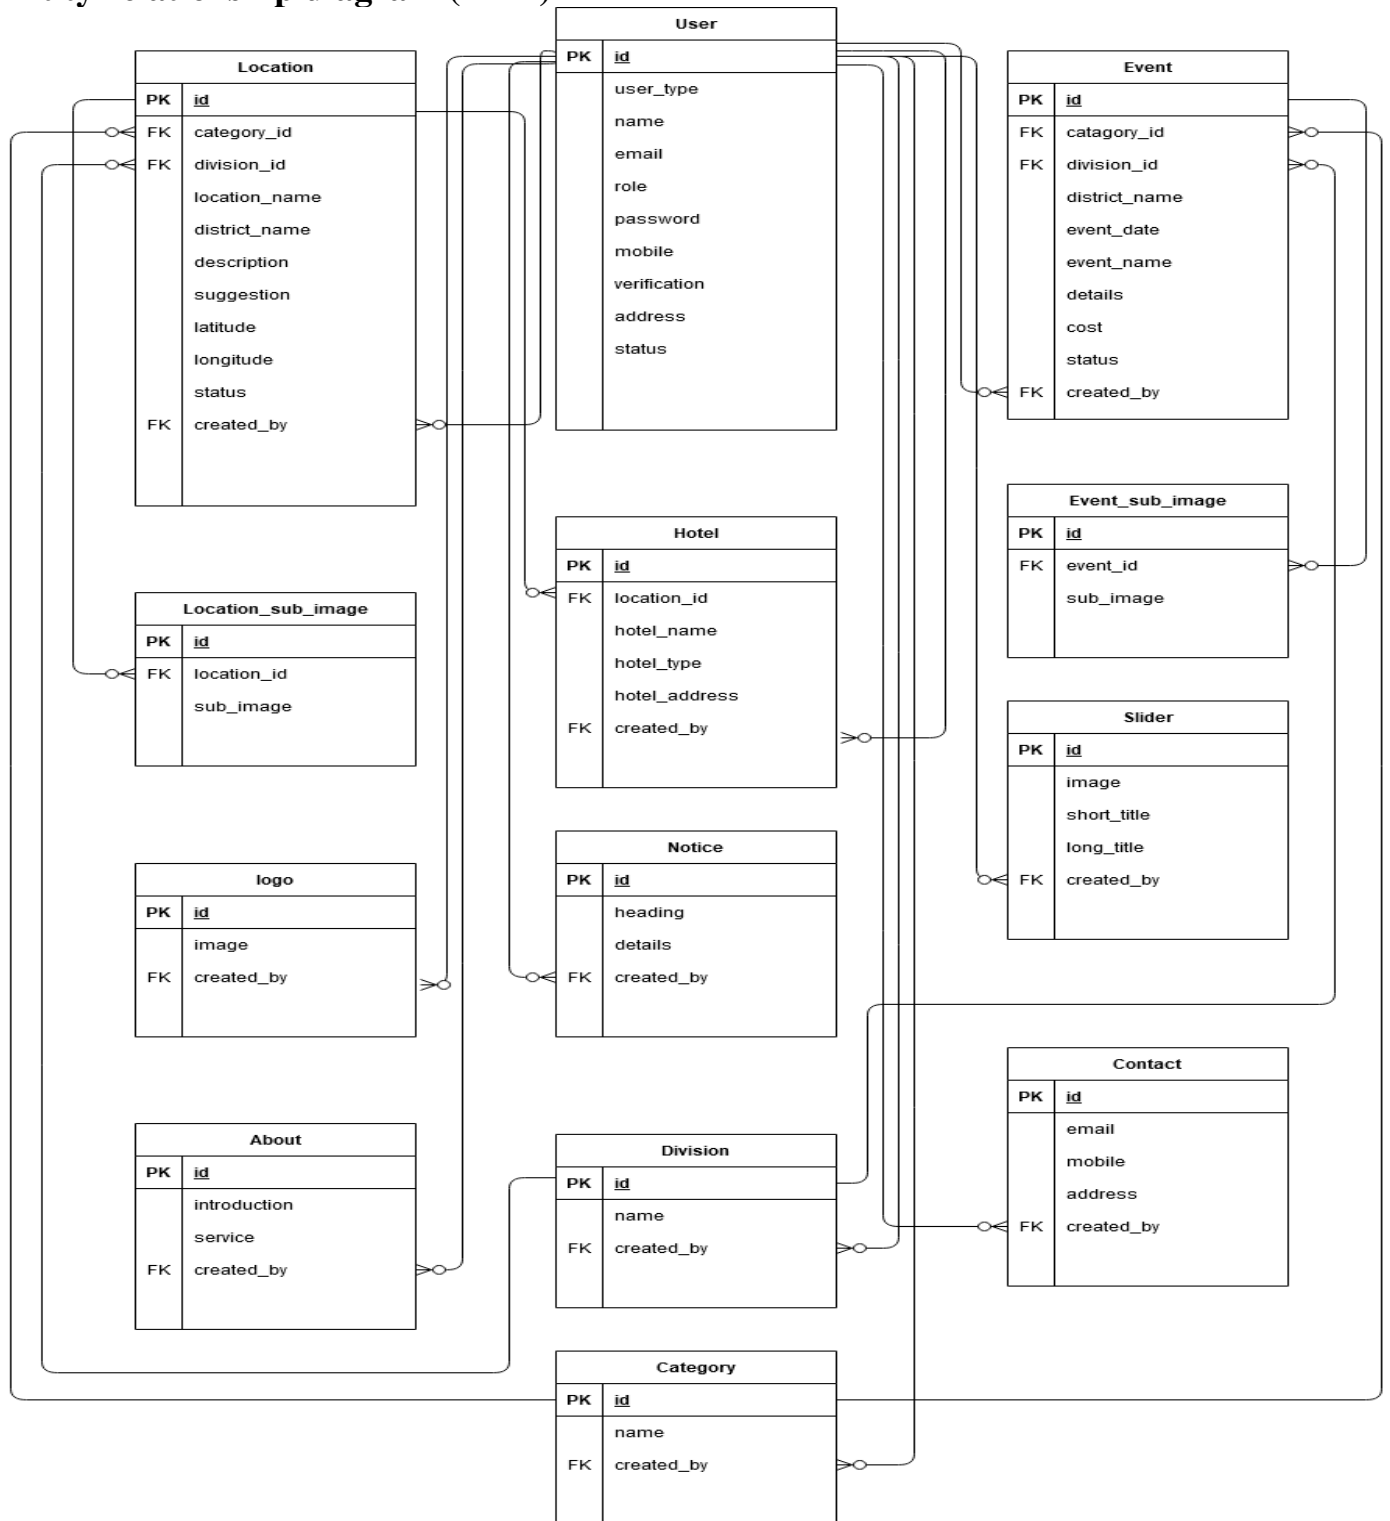 User
PK id
user_type
name
email
role
password
mobile
verification
address
status
Location
PK id
FK category_id
FK division_id
location_name
district_name
description
suggestion
latitude
longitude
status
FK created_by
Event
PK id
FK catagory_id
FK division_id
district_name
event_date
event_name
details
cost
status
FK created_by
Hotel
PK id
FK location_id
hotel_name
hotel_type
hotel_address
FK created_by
Event_sub_image
PK id
FK event_id
sub_image
Location_sub_image
PK id
FK location_id
sub_image
Slider
PK id
image
short_title
long_title
FK created_by
logo
PK id
image
FK created_by
Notice
PK id
heading
details
FK created_by
Contact
PK id
email
mobile
address
FK created_by
About
PK id
introduction
service
FK created_by
Division
PK id
name
FK created_by
Category
PK id
name
FK created_by